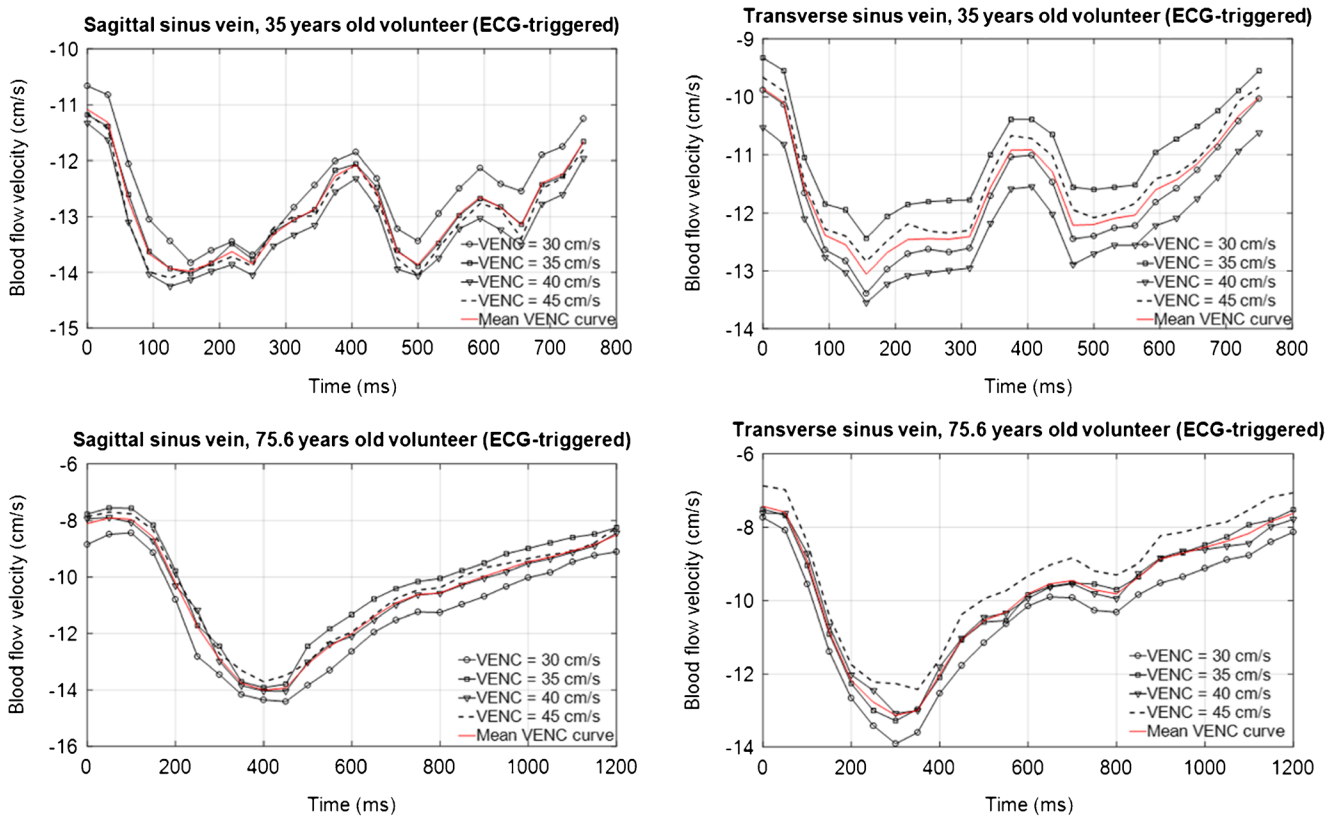 Sagittal sinus vein, 35 years old volunteer (ECG-triggered)
-10
-11
-12
-13
-14
-15
Blood flow velocity (cm/s)
0 100 200 300 400 500 600 700 800
Time (ms)
VENC = 30 cm/s
VENC = 35 cm/s
VENC = 40 cm/s
VENC = 45 cm/s
Mean VENC curve
Transverse sinus vein, 35 years old volunteer (ECG-triggered)
-9
-10
-11
-12
-13
-14
Blood flow velocity (cm/s)
0 100 200 300 400 500 600 700 800
Time (ms)
VENC = 30 cm/s
VENC = 35 cm/s
VENC = 40 cm/s
VENC = 45 cm/s
Mean VENC curve
Sagittal sinus vein, 75.6 years old volunteer (ECG-triggered)
-6
-8
-10
-12
-14
-16
Blood flow velocity (cm/s)
0 200 400 600 800 1000 1200
Time (ms)
VENC = 30 cm/s
VENC = 35 cm/s
VENC = 40 cm/s
VENC = 45 cm/s
Mean VENC curve
Transverse sinus vein, 75.6 years old volunteer (ECG-triggered)
-6
-8
-10
-12
-14
Blood flow velocity (cm/s)
0 200 400 600 800 1000 1200
Time (ms)
VENC = 30 cm/s
VENC = 35 cm/s
VENC = 40 cm/s
VENC = 45 cm/s
Mean VENC curve